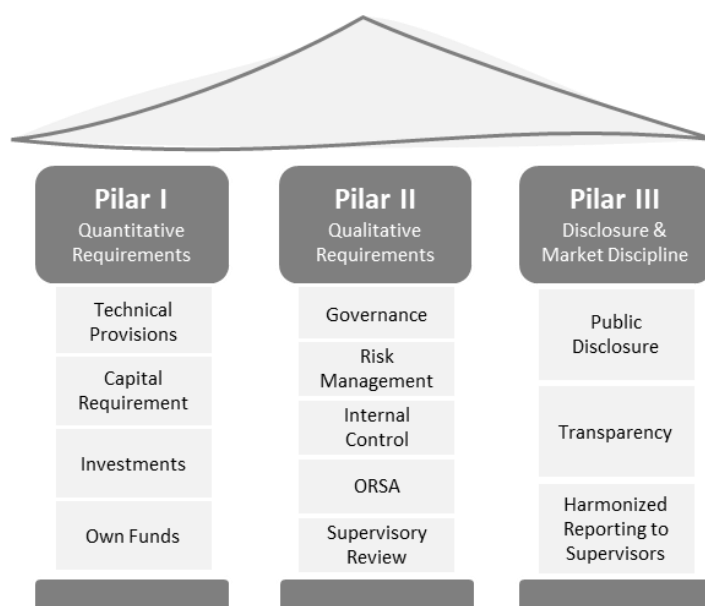 Pilar I
Quantitative
Requirements
Technical
Provisions
Capital
Requirement
Investments
Own Funds
Pilar II
Qualitative
Requirements
Governance
Risk
Management
Internal
Control
ORSA
Supervisory
Review
Pilar III
Disclosure &
Market Discipline
Public
Disclosure
Transparency
Harmonized
Reporting to
Supervisors